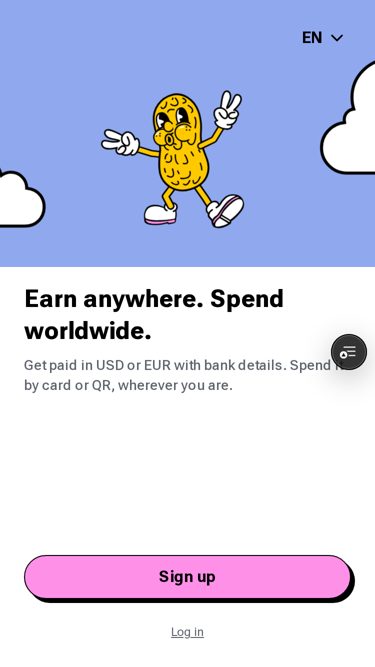 EN
Earn anywhere. Spend
worldwide.
Get paid in USD or EUR with bank details. Spend it
by card or QR, wherever you are.
Sign up
Log in